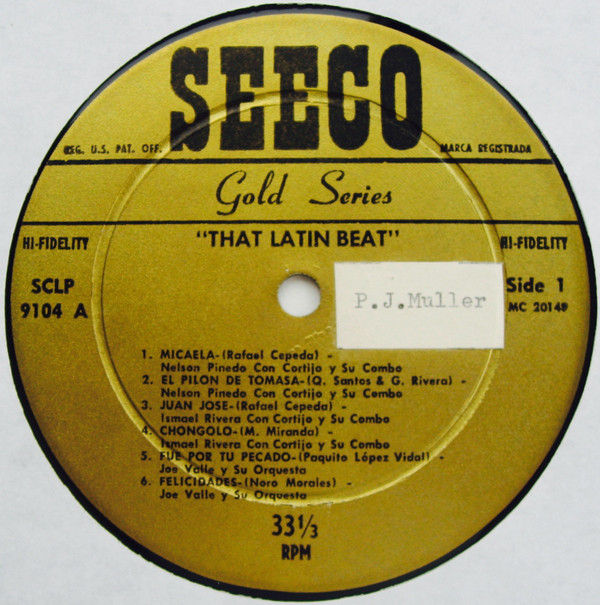 SEECO
REG. U.S. PAT. OFF. MARCA REGISTRADA
Gold Series
HI-FIDELITY "THAT LATIN BEAT" HI-FIDELITY
SCLP Side 1
9104 A MC 20149
P.J.Muller
1. MICAELA-(Rafael Cepeda) -
Nelson Pinedo Con Cortijo y Su Combo
2. EL PILON DE TOMASA-(Q. Santos & G. Rivera) -
Nelson Pinedo Con Cortijo y Su Combo
3. JUAN JOSE-(Rafael Cepeda) -
Ismael Rivera Con Cortijo y Su Combo
4. CHONGOLO-(M. Miranda) -
Ismael Rivera Con Cortijo y Su Combo
5. FUE POR TU PECADO-(Paquito López Vidal) -
Joe Valle y Su Orquesta
6. FELICIDADES-(Noro Morales) -
Joe Valle y Su Orquesta
33 1/3
RPM